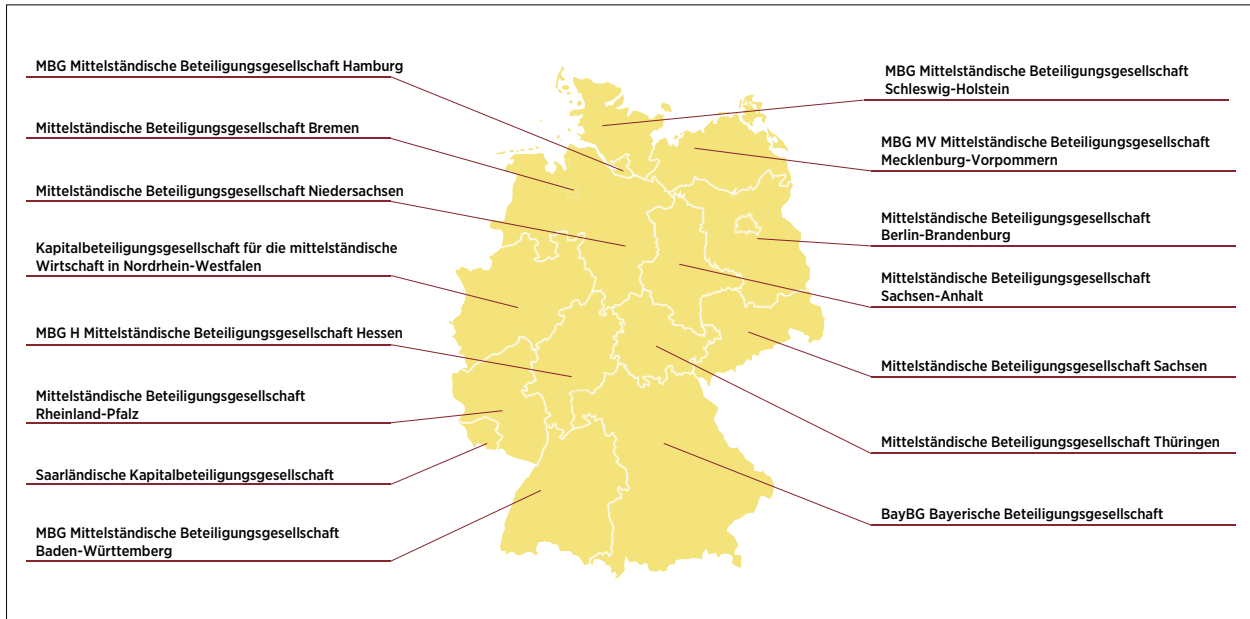 MBG Mittelständische Beteiligungsgesellschaft Hamburg
Mittelständische Beteiligungsgesellschaft Bremen
Mittelständische Beteiligungsgesellschaft Niedersachsen
Kapitalbeteiligungsgesellschaft für die mittelständische
Wirtschaft in Nordrhein-Westfalen
MBG H Mittelständische Beteiligungsgesellschaft Hessen
Mittelständische Beteiligungsgesellschaft
Rheinland-Pfalz
Saarländische Kapitalbeteiligungsgesellschaft
MBG Mittelständische Beteiligungsgesellschaft
Baden-Württemberg
MBG Mittelständische Beteiligungsgesellschaft
Schleswig-Holstein
MBG MV Mittelständische Beteiligungsgesellschaft
Mecklenburg-Vorpommern
Mittelständische Beteiligungsgesellschaft
Berlin-Brandenburg
Mittelständische Beteiligungsgesellschaft
Sachsen-Anhalt
Mittelständische Beteiligungsgesellschaft Sachsen
Mittelständische Beteiligungsgesellschaft Thüringen
BayBG Bayerische Beteiligungsgesellschaft